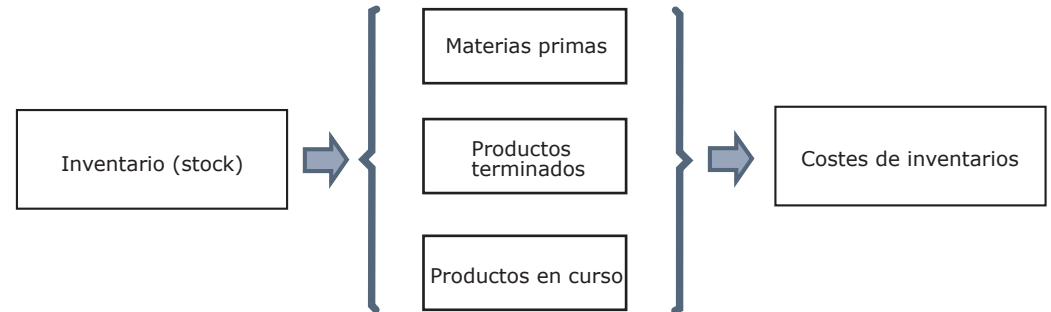 Materias primas
Inventario (stock)
Productos
terminados
Costes de inventarios
Productos en curso